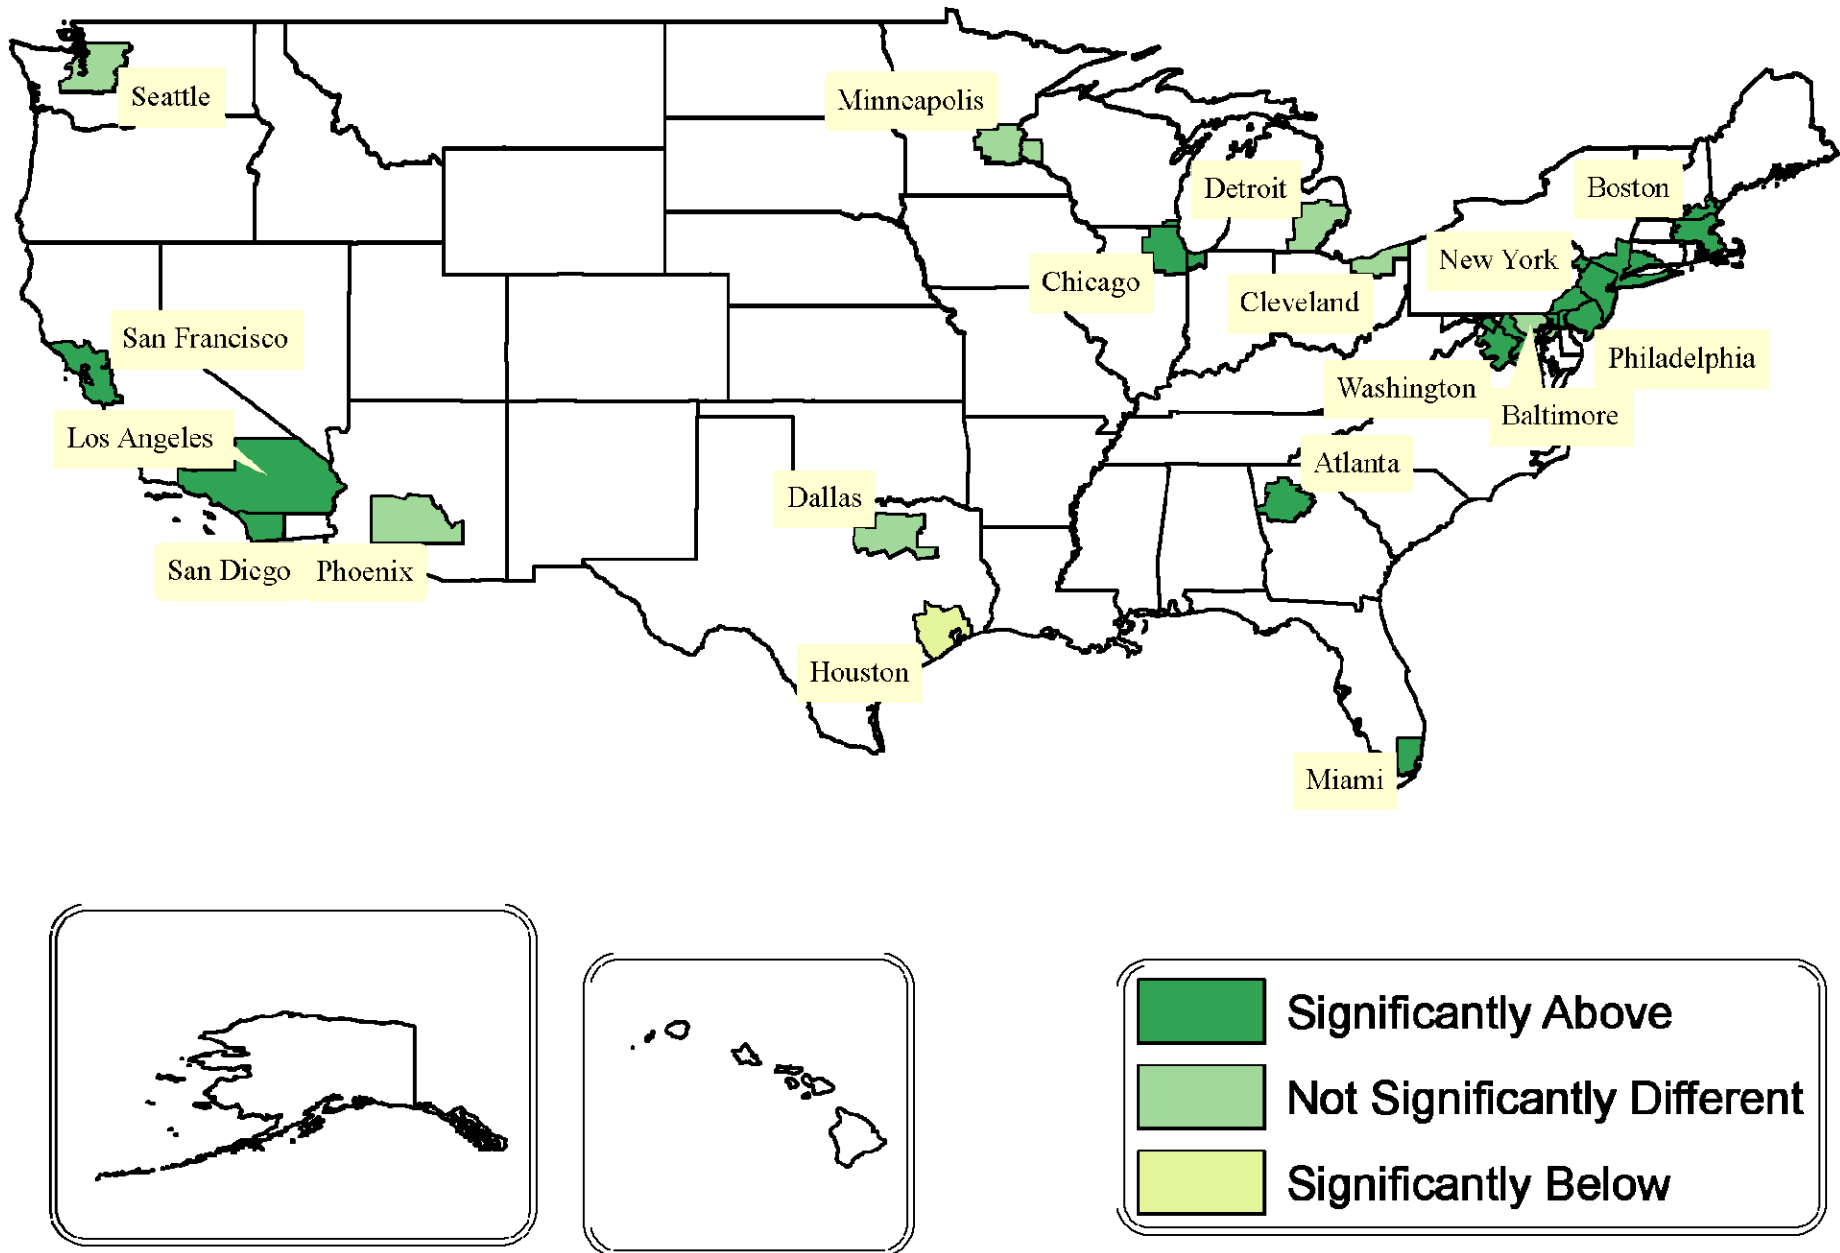 Seattle
Minneapolis
Detroit
Boston
New York
Chicago
Cleveland
San Francisco
Philadelphia
Washington
Baltimore
Los Angeles
Atlanta
Dallas
San Diego
Phoenix
Houston
Miami
Significantly Above
Not Significantly Different
Significantly Below